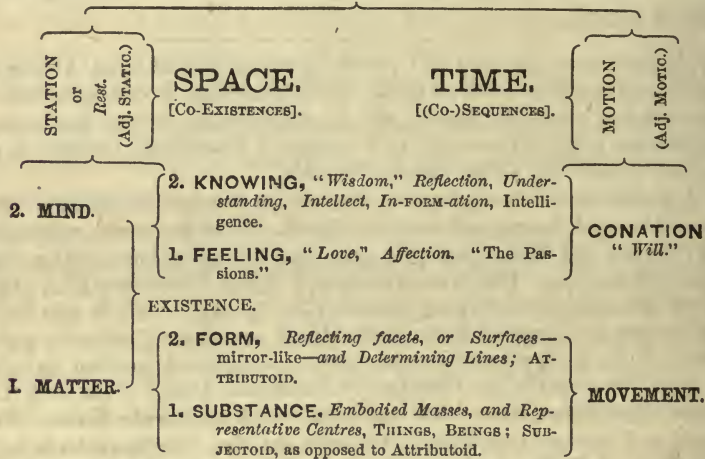 STATION
or
Rest.
(Adj. STATIC.)
SPACE.
[CO-EXISTENCES].
TIME.
[(CO-)SEQUENCES].
MOTION
(Adj. MOTIC.)
2. MIND.
2. KNOWING, "Wisdom," Reflection, Under-
standing, Intellect, In-FORM-ation, Intelli-
gence.
1. FEELING, "Love," Affection. "The Pas-
sions."
CONATION
"Will."
EXISTENCE.
1. MATTER.
2. FORM, Reflecting facets, or Surfaces—
mirror-like—and Determining Lines; AT-
TRIBUTOID.
1. SUBSTANCE, Embodied Masses, and Rep-
resentative Centres, THINGS, BEINGS; SUB-
JECTOID, as opposed to Attributoid.
MOVEMENT.